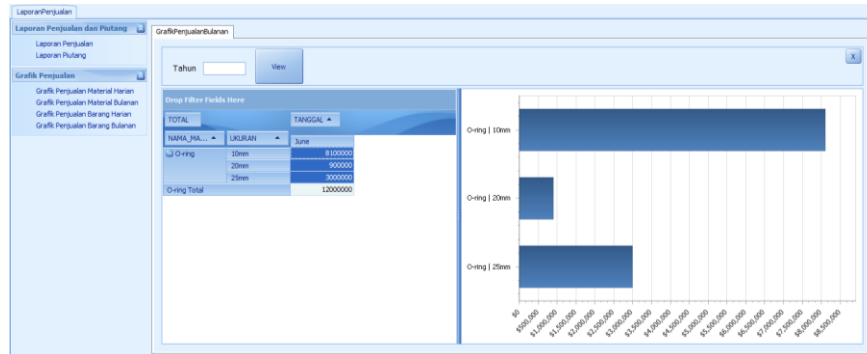 LaporanPenjualan
Laporan Penjualan dan Piutang
Laporan Penjualan
Laporan Piutang
Grafik Penjualan
Grafik Penjualan Material Harian
Grafik Penjualan Material Bulanan
Grafik Penjualan Barang Harian
Grafik Penjualan Barang Bulanan
GrafikPenjualanBulanan
Tahun
View
X
Drop Filter Fields Here
TOTAL TANGGAL
NAMA_MA... UKURAN June
O-ring 10mm 8100000
20mm 900000
25mm 3000000
O-ring Total 12000000
O-ring | 10mm
O-ring | 20mm
O-ring | 25mm
$0 $500,000 $1,000,000 $1,500,000 $2,000,000 $2,500,000 $3,000,000 $3,500,000 $4,000,000 $4,500,000 $5,000,000 $5,500,000 $6,000,000 $6,500,000 $7,000,000 $7,500,000 $8,000,000 $8,500,000